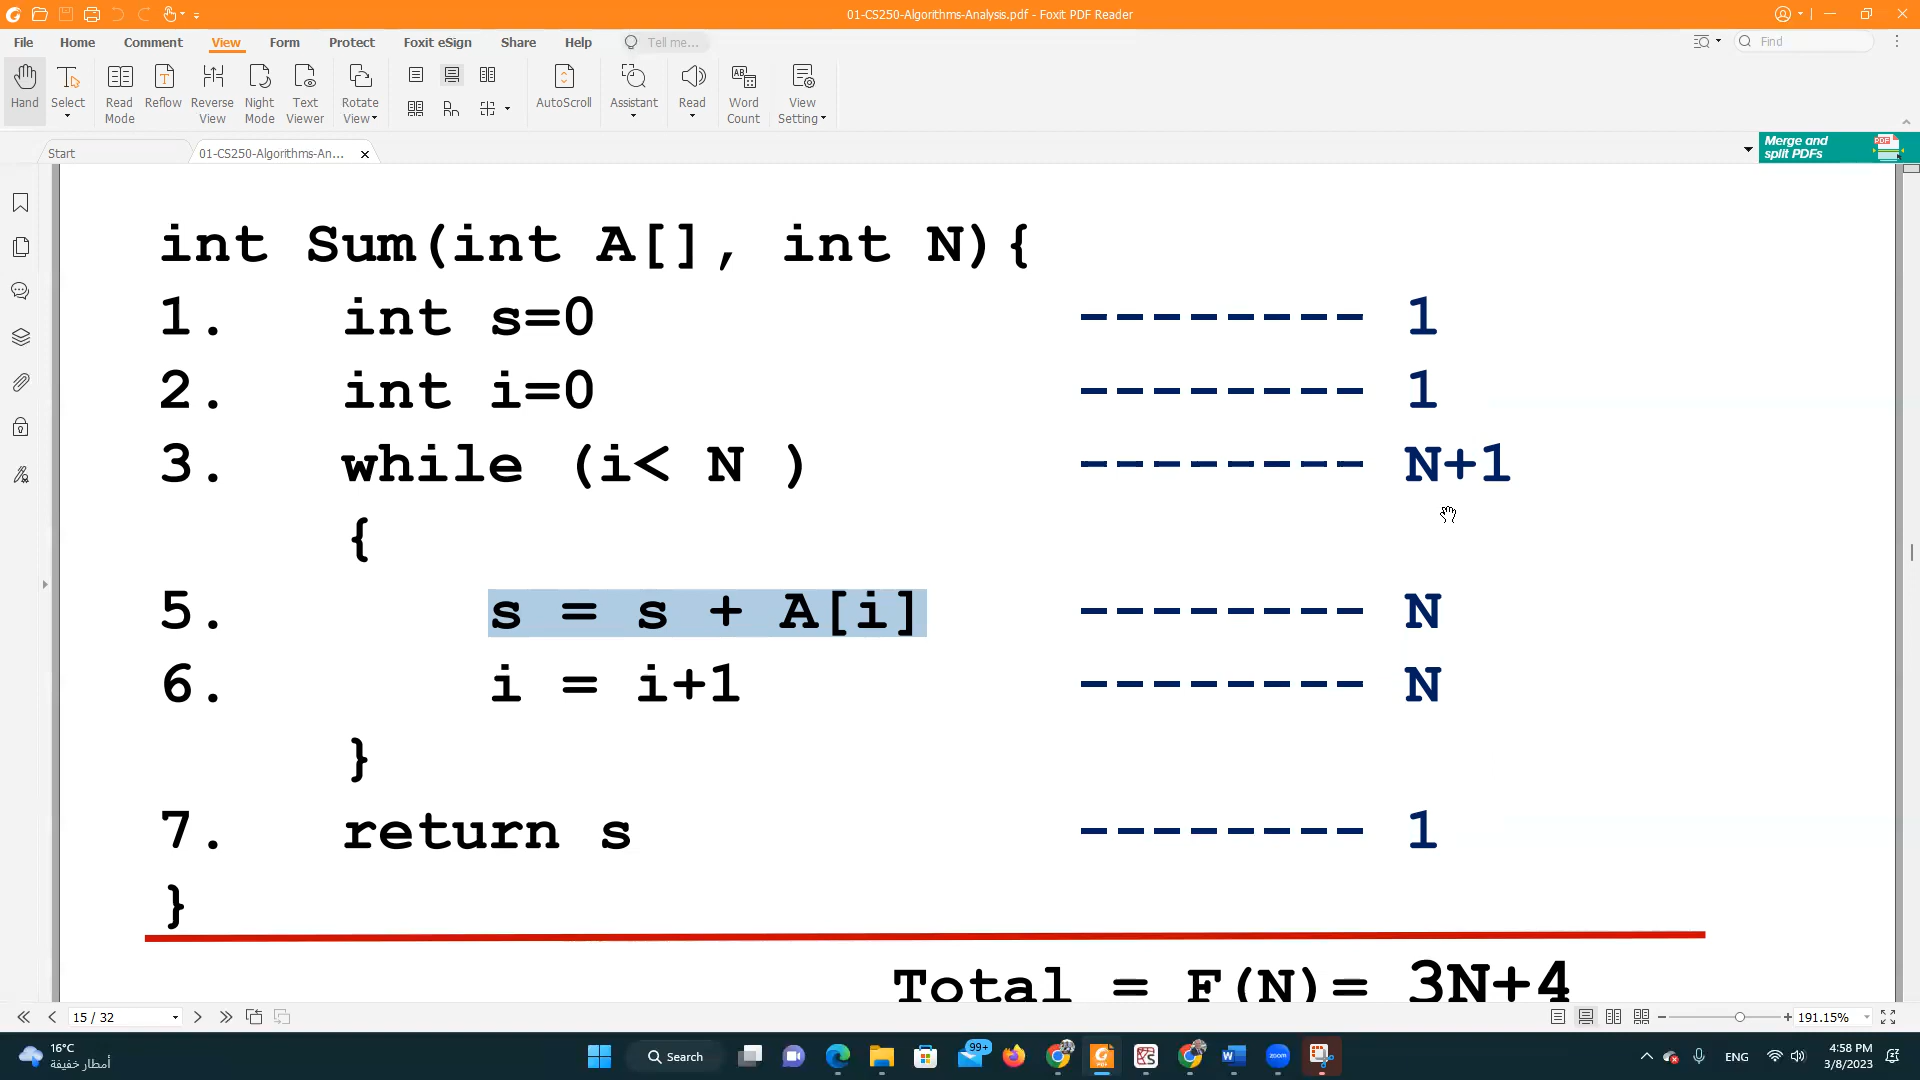 01-CS250-Algorithms-Analysis.pdf - Foxit PDF Reader
File Home Comment View Form Protect Foxit eSign Share Help Tell me... Find
Hand Select Read Mode Reflow Reverse View Night Mode Text Viewer Rotate View AutoScroll Assistant Read Word Count View Setting
Start 01-CS250-Algorithms-An... Merge and split PDFs
int Sum(int A[], int N){
1. int s=0 -------- 1
2. int i=0 -------- 1
3. while (i< N ) -------- N+1
{
5. s = s + A[i] -------- N
6. i = i+1 -------- N
}
7. return s -------- 1
}
Total = F(N)= 3N+4
15 / 32 191.15%
16°C
أمطار خفيفة
Search 99+ zoom ENG 4:58 PM
3/8/2023